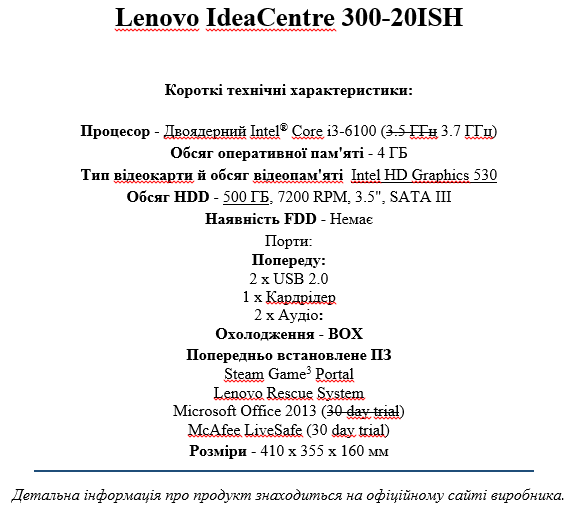 Lenovo IdeaCentre 300-20ISH
Короткі технічні характеристики:
Процесор - Двоядерний Intel® Core i3-6100 (3.5 ГГц 3.7 ГГц)
Обсяг оперативної пам'яті - 4 ГБ
Тип відеокарти й обсяг відеопам'яті Intel HD Graphics 530
Обсяг HDD - 500 ГБ, 7200 RPM, 3.5", SATA III
Наявність FDD - Немає
Порти:
Попереду:
2 x USB 2.0
1 x Кардрідер
2 x Аудіо:
Охолодження - BOX
Попередньо встановлене ПЗ
Steam Game³ Portal
Lenovo Rescue System
Microsoft Office 2013 (30 day trial)
McAfee LiveSafe (30 day trial)
Розміри - 410 x 355 x 160 мм
Детальна інформація про продукт знаходиться на офіційному сайті виробника.